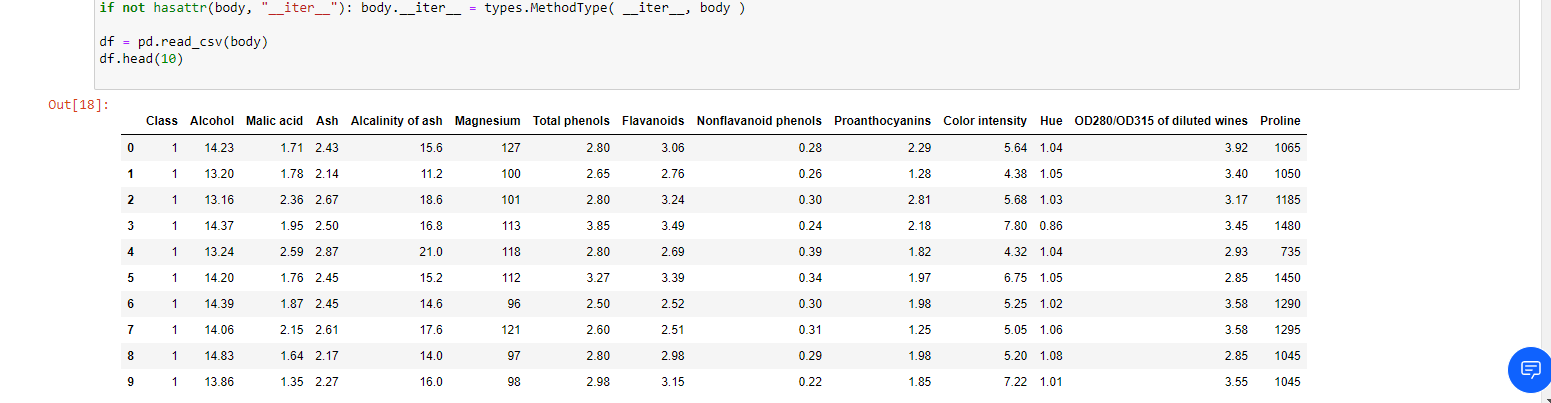 if not hasattr(body, "__iter__"): body.__iter__ = types.MethodType( __iter__, body )
df = pd.read_csv(body)
df.head(10)
Out[18]:
Class Alcohol Malic acid Ash Alcalinity of ash Magnesium Total phenols Flavanoids Nonflavanoid phenols Proanthocyanins Color intensity Hue OD280/OD315 of diluted wines Proline
0 1 14.23 1.71 2.43 15.6 127 2.80 3.06 0.28 2.29 5.64 1.04 3.92 1065
1 1 13.20 1.78 2.14 11.2 100 2.65 2.76 0.26 1.28 4.38 1.05 3.40 1050
2 1 13.16 2.36 2.67 18.6 101 2.80 3.24 0.30 2.81 5.68 1.03 3.17 1185
3 1 14.37 1.95 2.50 16.8 113 3.85 3.49 0.24 2.18 7.80 0.86 3.45 1480
4 1 13.24 2.59 2.87 21.0 118 2.80 2.69 0.39 1.82 4.32 1.04 2.93 735
5 1 14.20 1.76 2.45 15.2 112 3.27 3.39 0.34 1.97 6.75 1.05 2.85 1450
6 1 14.39 1.87 2.45 14.6 96 2.50 2.52 0.30 1.98 5.25 1.02 3.58 1290
7 1 14.06 2.15 2.61 17.6 121 2.60 2.51 0.31 1.25 5.05 1.06 3.58 1295
8 1 14.83 1.64 2.17 14.0 97 2.80 2.98 0.29 1.98 5.20 1.08 2.85 1045
9 1 13.86 1.35 2.27 16.0 98 2.98 3.15 0.22 1.85 7.22 1.01 3.55 1045